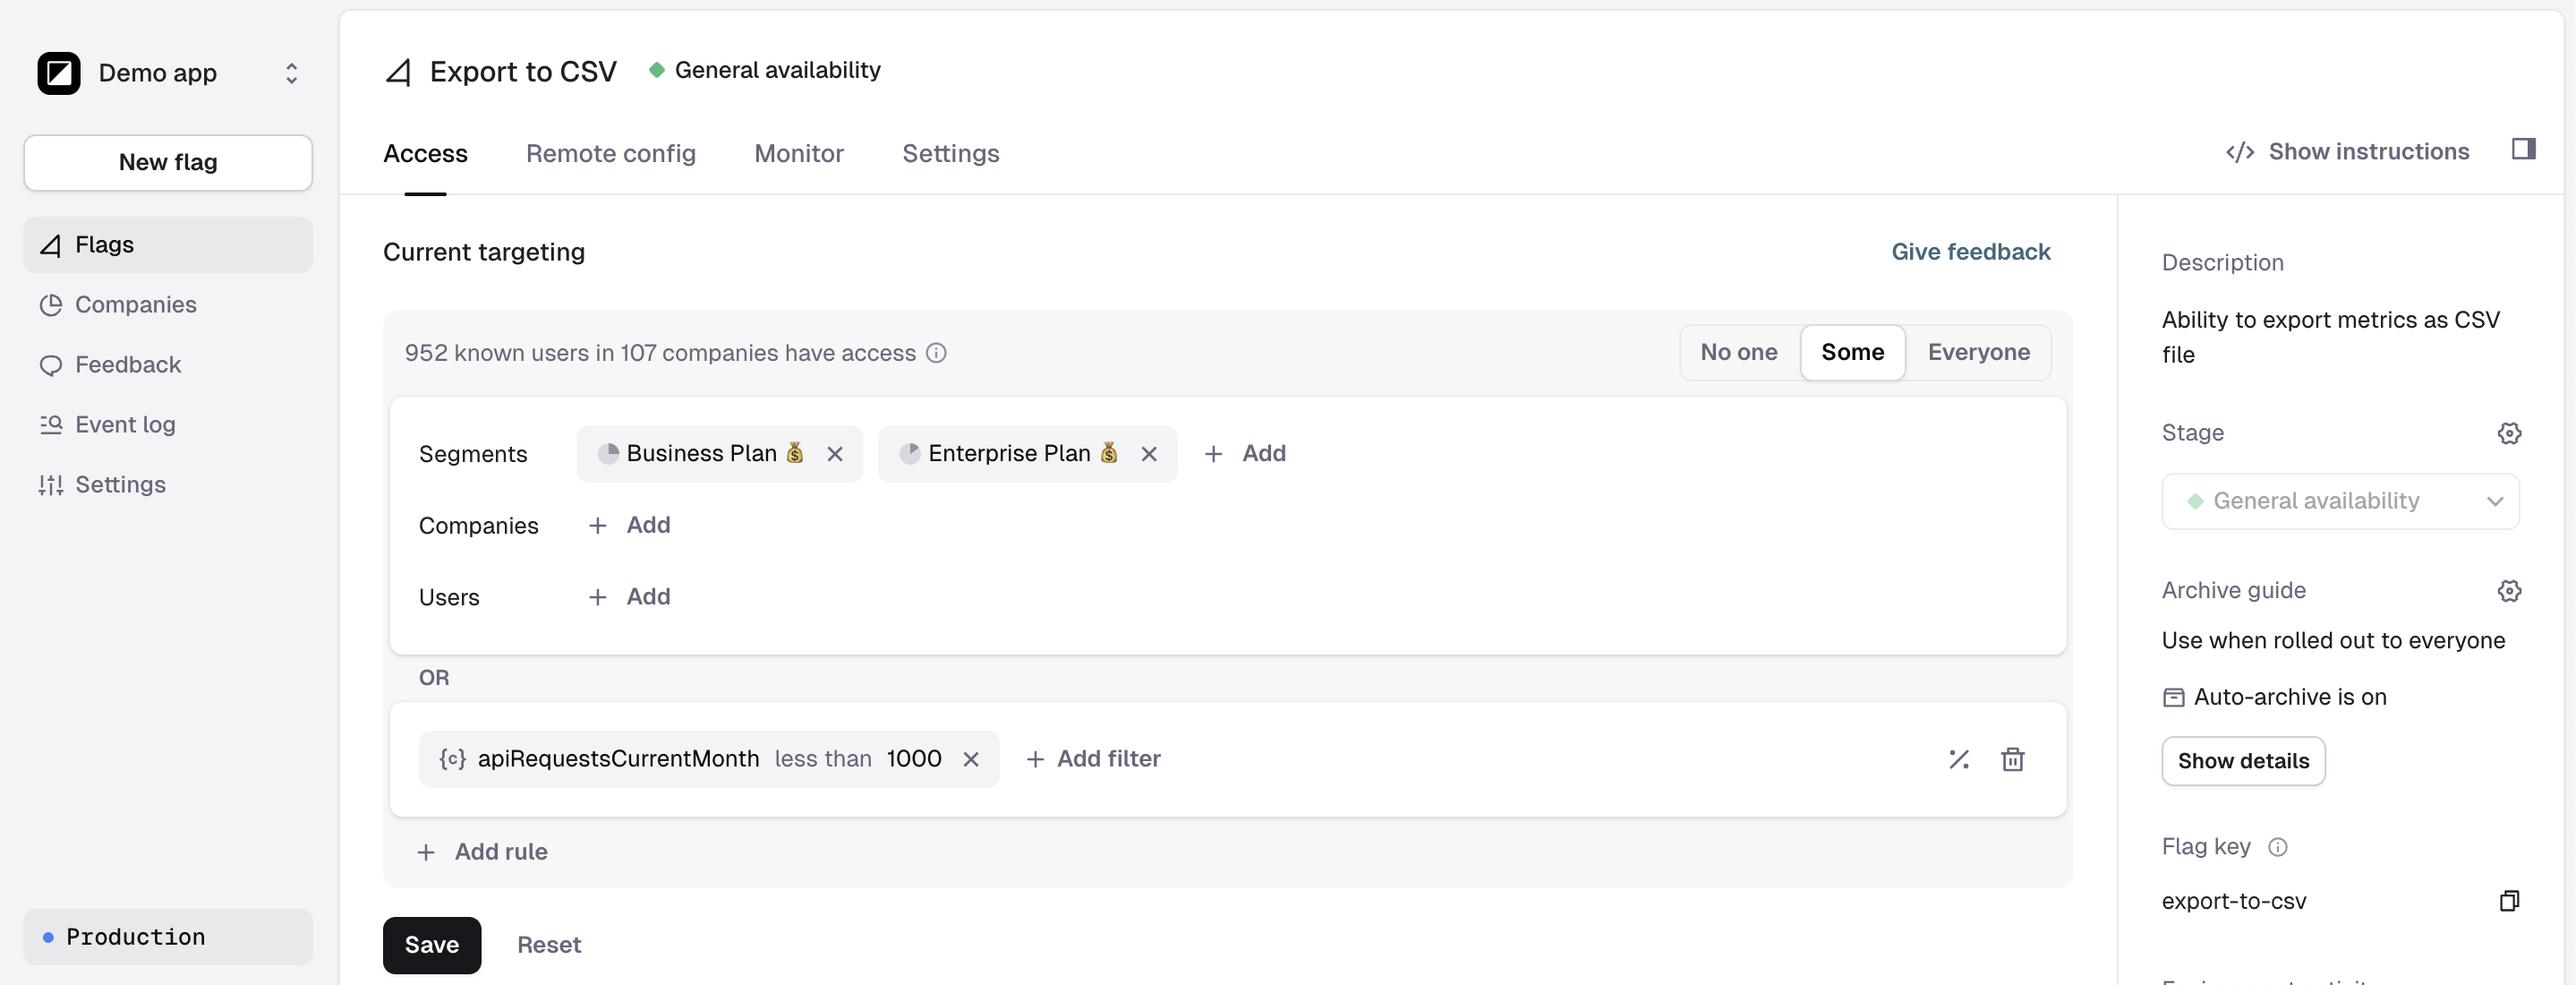 Demo app
New flag
Flags
Companies
Feedback
Event log
Settings
Production
Export to CSV General availability
Access Remote config Monitor Settings
Show instructions
Current targeting
Give feedback
952 known users in 107 companies have access
No one Some Everyone
Segments Business Plan Enterprise Plan + Add
Companies + Add
Users + Add
OR
{c} apiRequestsCurrentMonth less than 1000 + Add filter
+ Add rule
Save Reset
Description
Ability to export metrics as CSV
file
Stage
General availability
Archive guide
Use when rolled out to everyone
Auto-archive is on
Show details
Flag key
export-to-csv